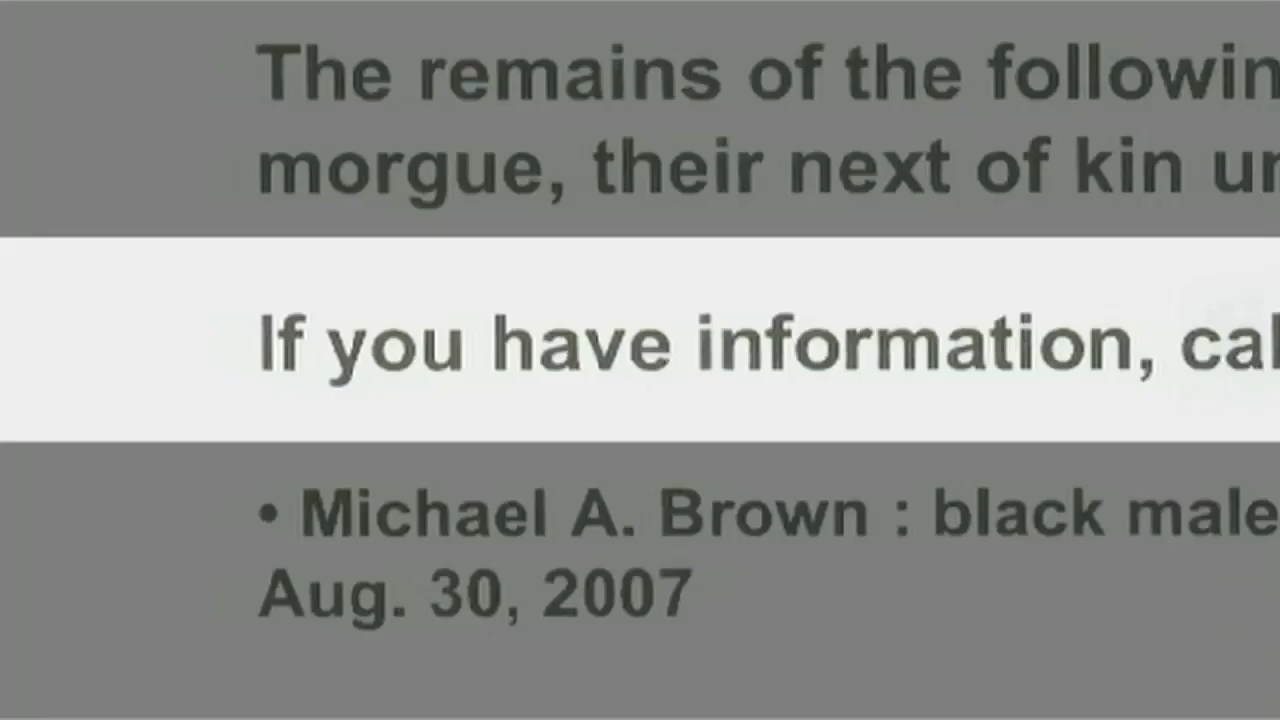 The remains of the followin
morgue, their next of kin un
If you have information, cal
• Michael A. Brown : black male
Aug. 30, 2007